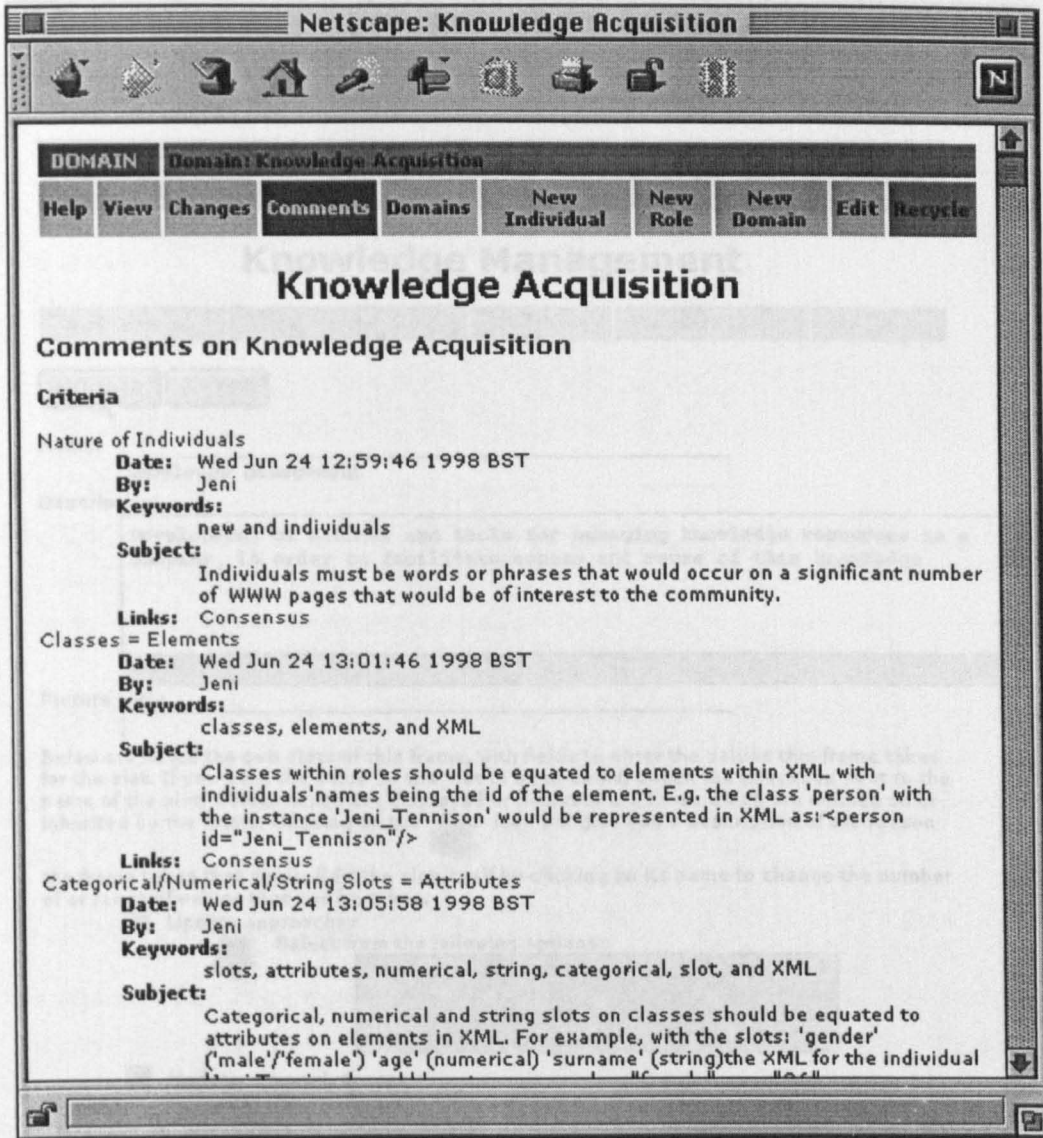 Netscape: Knowledge Acquisition
N
DOMAIN Domain: Knowledge Acquisition
Help View Changes Comments Domains New Individual New Role New Domain Edit Recycle
Knowledge Management
Knowledge Acquisition
Comments on Knowledge Acquisition
Criteria
Nature of Individuals
Date: Wed Jun 24 12:59:46 1998 BST
By: Jeni
Keywords:
new and individuals
Subject:
Individuals must be words or phrases that would occur on a significant number
of WWW pages that would be of interest to the community.
Links: Consensus
Classes = Elements
Date: Wed Jun 24 13:01:46 1998 BST
By: Jeni
Keywords:
classes, elements, and XML
Subject:
Classes within roles should be equated to elements within XML with
individuals'names being the id of the element. E.g. the class 'person' with
the instance 'Jeni_Tennison' would be represented in XML as:<person
id="Jeni_Tennison"/>
Links: Consensus
Categorical/Numerical/String Slots = Attributes
Date: Wed Jun 24 13:05:58 1998 BST
By: Jeni
Keywords:
slots, attributes, numerical, string, categorical, slot, and XML
Subject:
Categorical, numerical and string slots on classes should be equated to
attributes on elements in XML. For example, with the slots: 'gender'
('male'/'female') 'age' (numerical) 'surname' (string)the XML for the individual